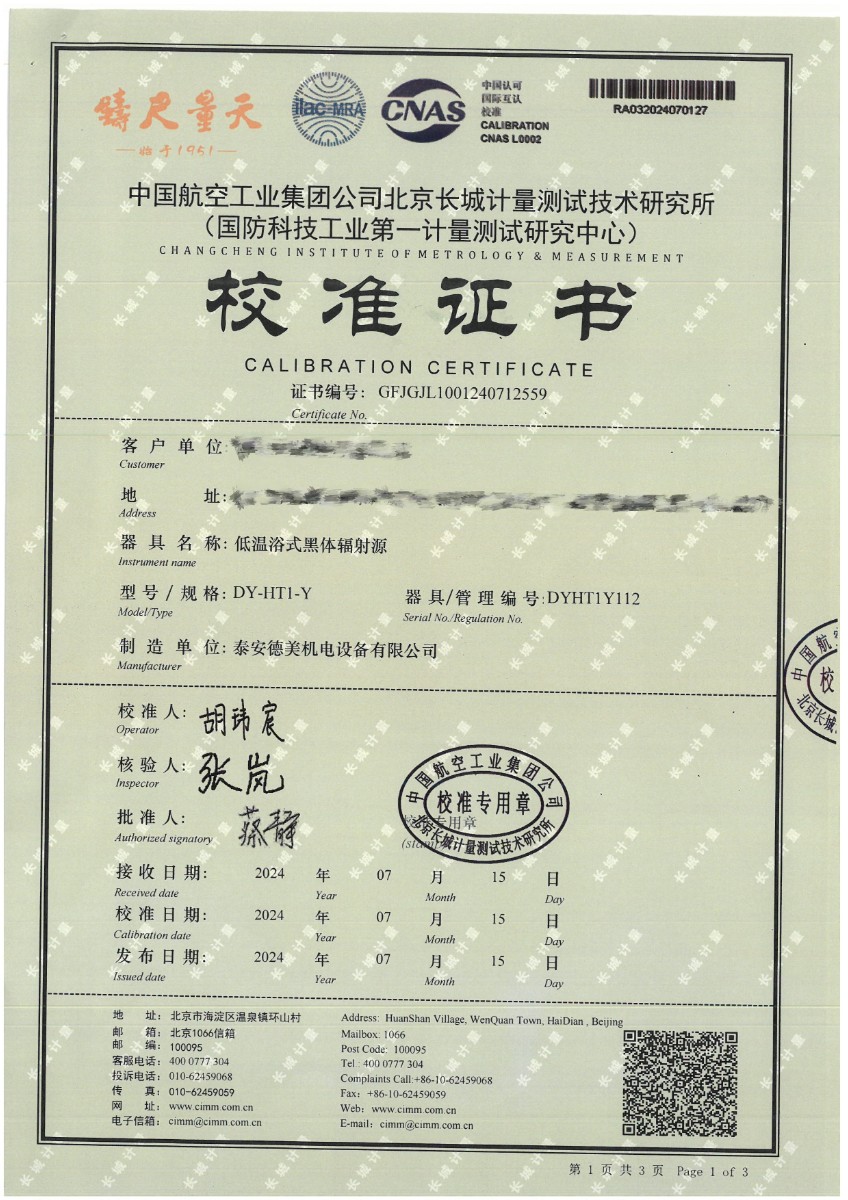 铸尺量天
始于1951
ilac-MRA
CNAS
中国认可
国际互认
校准
CALIBRATION
CNAS L0002
RA032024070127
中国航空工业集团公司北京长城计量测试技术研究所
（国防科技工业第一计量测试研究中心）
CHANGCHENG INSTITUTE OF METROLOGY & MEASUREMENT
校准证书
CALIBRATION CERTIFICATE
证书编号： GFJGJL1001240712559
Certificate No.
客户单位：
Customer
地址：
Address
器具名称：低温浴式黑体辐射源
Instrument name
型号/规格：DY-HT1-Y 器具/管理编号：DYHT1Y112
Model/Type Serial No./Regulation No.
制造单位：泰安德美机电设备有限公司
Manufacturer
校准人：胡玮宸
Operator
核验人：张岚
Inspector
批准人：蔡静
Authorized signatory
中国航空工业集团公司
校准专用章
北京长城计量测试技术研究所
接收日期： 2024 年 07 月 15 日
Received date Year Month Day
校准日期： 2024 年 07 月 15 日
Calibration date Year Month Day
发布日期： 2024 年 07 月 15 日
Issued date Year Month Day
地 址：北京市海淀区温泉镇环山村 Address: HuanShan Village, WenQuan Town, HaiDian , Beijing
邮 箱：北京1066信箱 Mailbox: 1066
邮 编：100095 Post Code: 100095
客服电话：400 0777 304 Tel.: 400 0777 304
投诉电话：010-62459068 Complaints Call:+86-10-62459068
传 真：010-62459059 Fax: +86-10-62459059
网 址：www.cimm.com.cn Web: www.cimm.com.cn
电子信箱：cimm@cimm.com.cn E-mail: cimm@cimm.com.cn
第 1 页 共 3 页 Page 1 of 3
长城计量